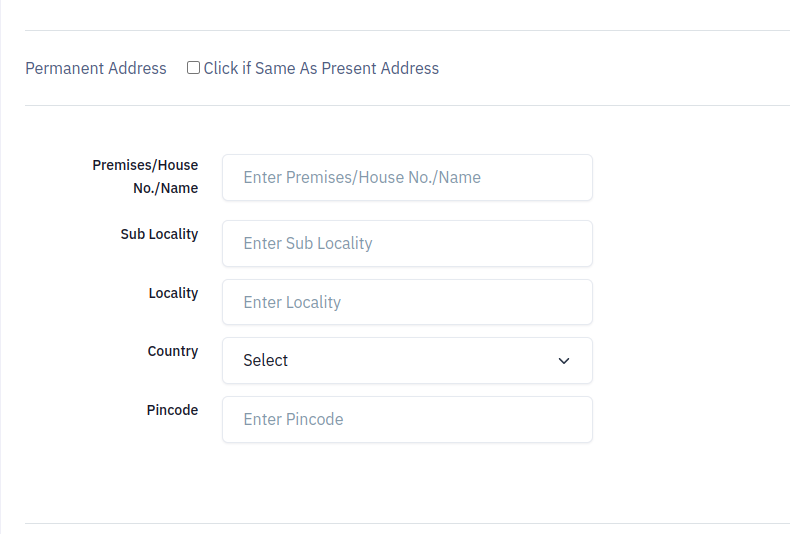 Permanent Address Click if Same As Present Address
Premises/House
No./Name
Enter Premises/House No./Name
Sub Locality
Enter Sub Locality
Locality
Enter Locality
Country
Select
Pincode
Enter Pincode